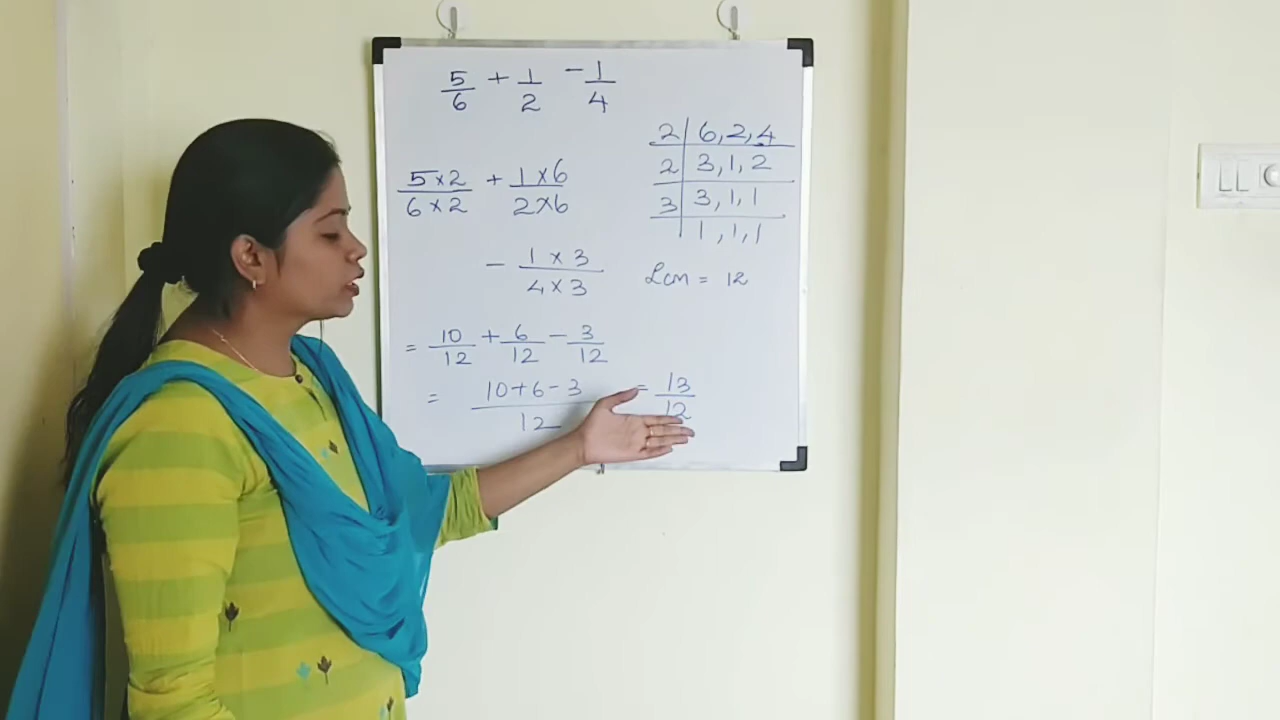 5/6 + 1/2 - 1/4
5×2/6×2 + 1×6/2×6
- 1×3/4×3
= 10/12 + 6/12 - 3/12
= 10+6-3/12 = 13/12
2 | 6,2,4
2 | 3,1,2
3 | 3,1,1
1,1,1
Lcm = 12